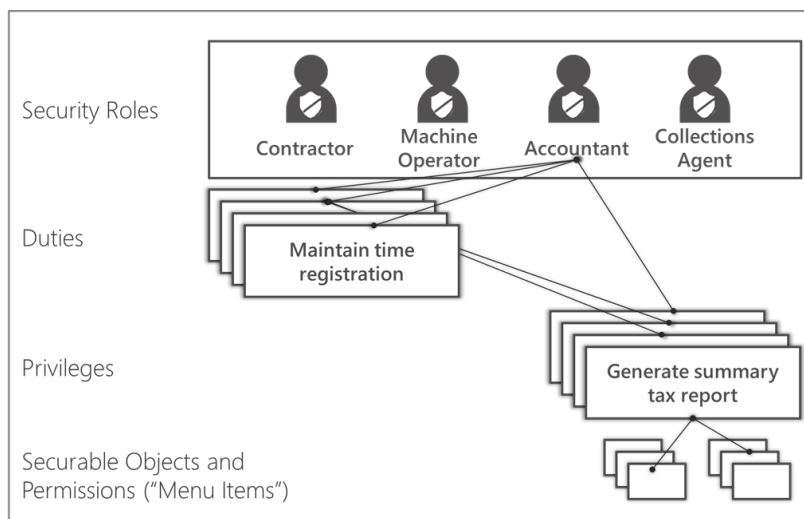 Security Roles
Contractor
Machine
Operator
Accountant
Collections
Agent
Duties
Maintain time
registration
Privileges
Generate summary
tax report
Securable Objects and
Permissions (“Menu Items”)